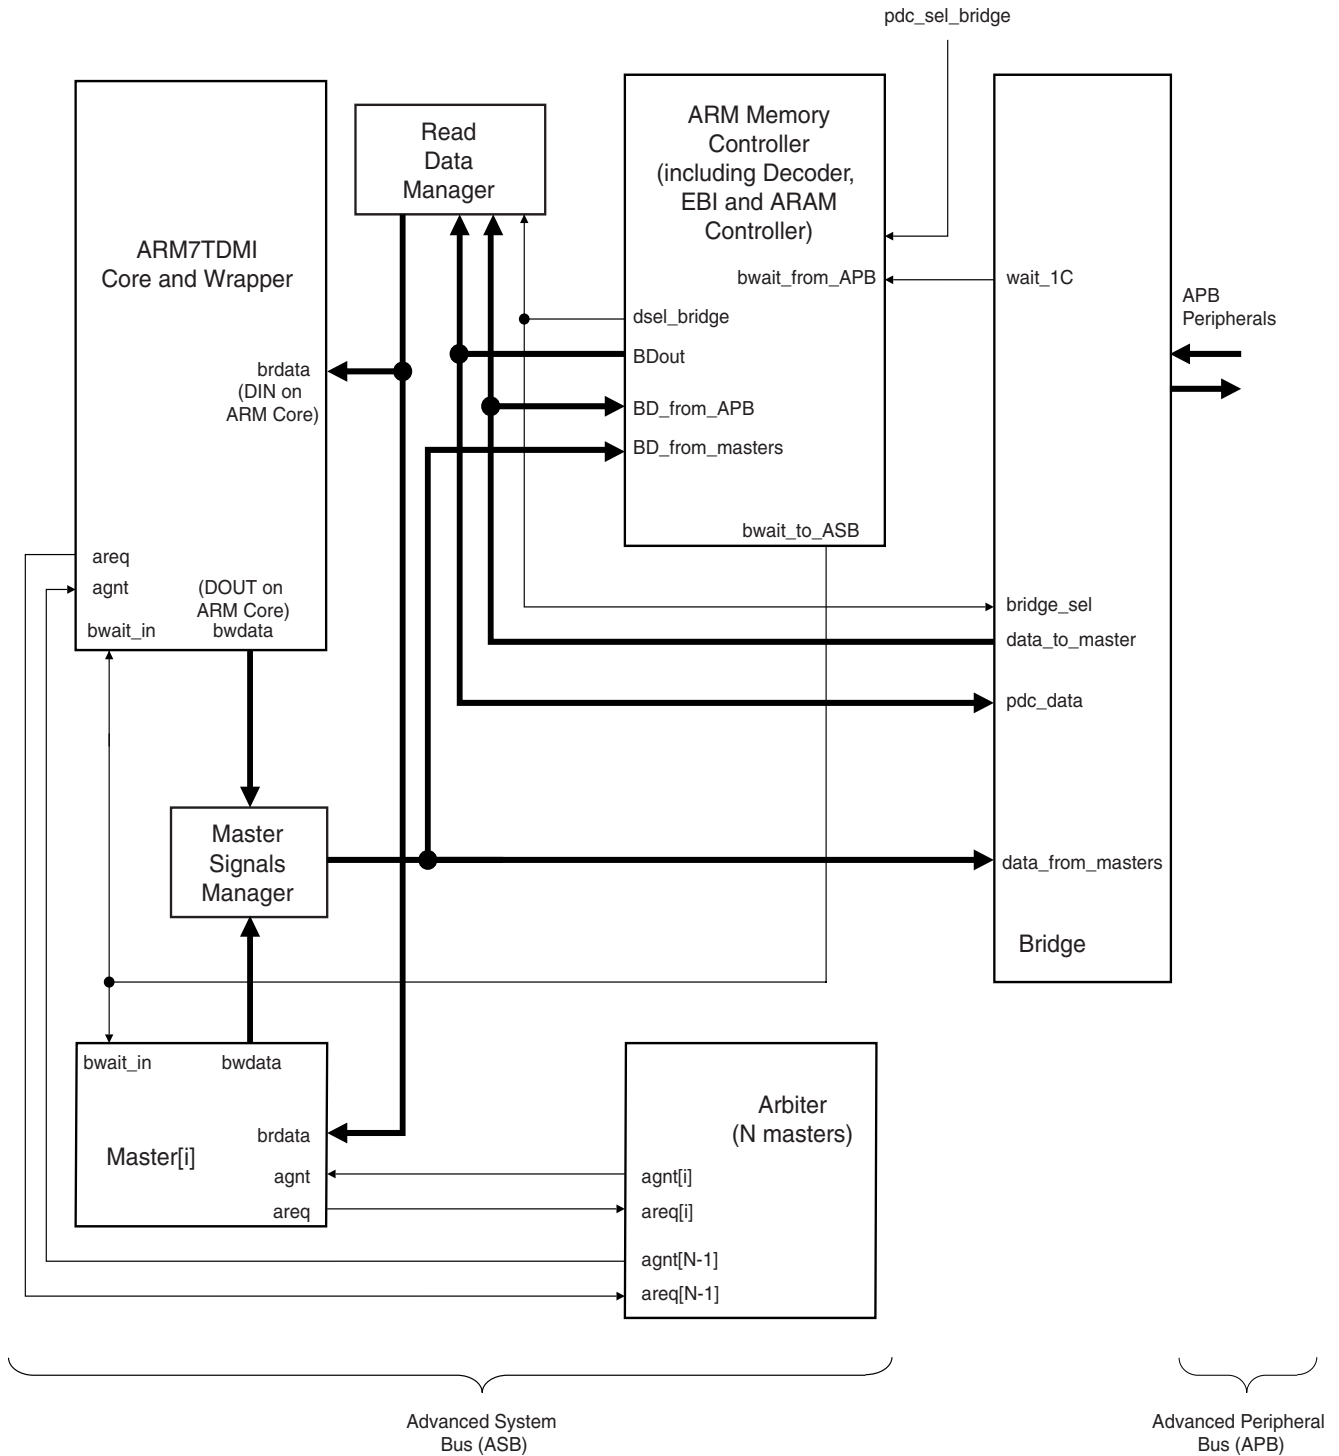 pdc_sel_bridge
ARM7TDMI
Core and Wrapper
brdata
(DIN on
ARM Core)
areq
agnt
(DOUT on
ARM Core)
bwait_in
bwdata
Read
Data
Manager
ARM Memory
Controller
(including Decoder,
EBI and ARAM
Controller)
bwait_from_APB
dsel_bridge
BDout
BD_from_APB
BD_from_masters
bwait_to_ASB
wait_1C
bridge_sel
data_to_master
pdc_data
data_from_masters
Bridge
APB
Peripherals
Master
Signals
Manager
bwait_in
bwdata
brdata
Master[i]
agnt
areq
Arbiter
(N masters)
agnt[i]
areq[i]
agnt[N-1]
areq[N-1]
Advanced System
Bus (ASB)
Advanced Peripheral
Bus (APB)